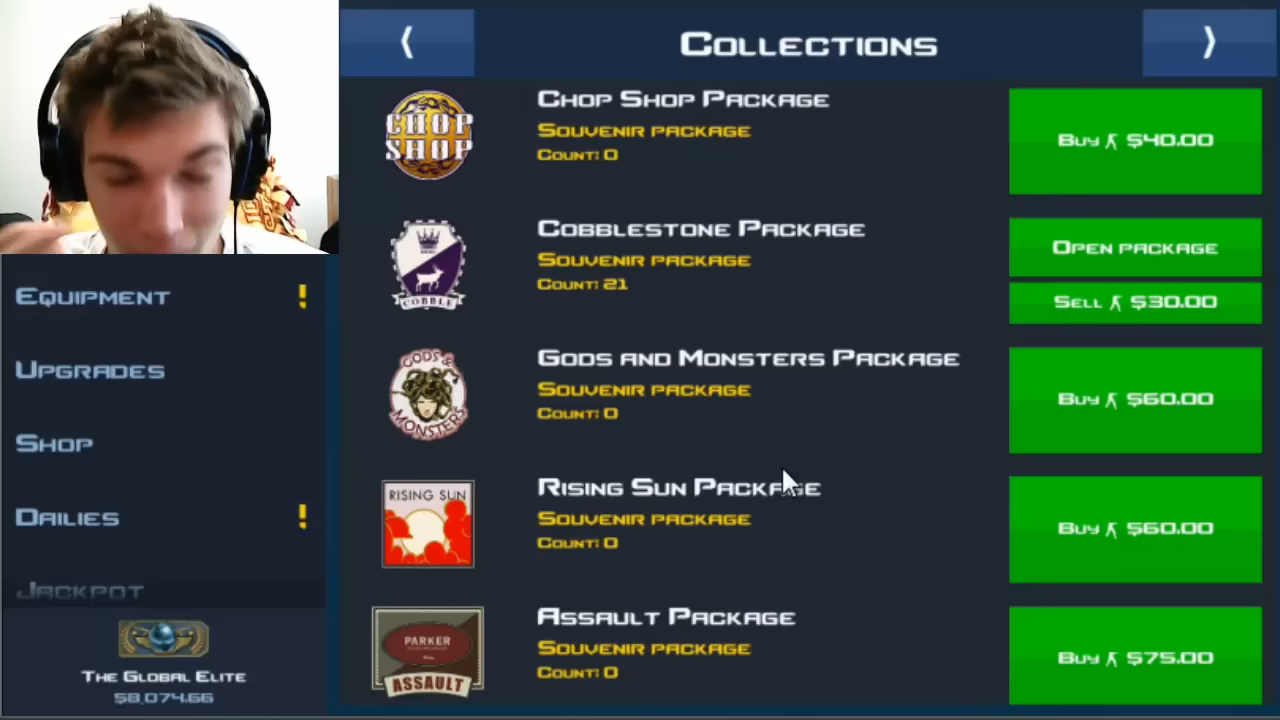 Collections
Chop Shop Package
Souvenir package
Count: 0
Buy $40.00
CHOP
SHOP
Cobblestone Package
Souvenir package
Count: 21
Open package
Sell $30.00
COBBLE
Gods and Monsters Package
Souvenir package
Count: 0
Buy $60.00
GODS &
MONSTERS
Rising Sun Package
Souvenir package
Count: 0
Buy $60.00
RISING SUN
Assault Package
Souvenir package
Count: 0
Buy $75.00
PARKER
ASSAULT
Equipment !
Upgrades
Shop
Dailies !
Jackpot
The Global Elite
$8,074.66